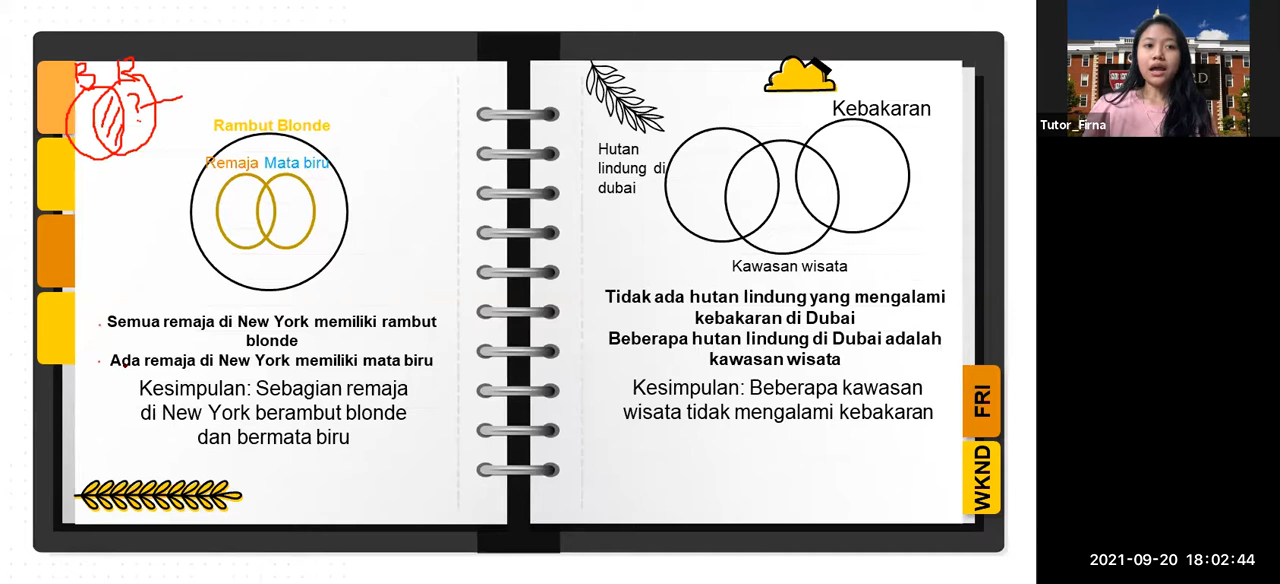 Rambut Blonde
Remaja Mata biru
Semua remaja di New York memiliki rambut
blonde
Ada remaja di New York memiliki mata biru
Kesimpulan: Sebagian remaja
di New York berambut blonde
dan bermata biru
Kebakaran
Hutan
lindung di
dubai
Kawasan wisata
Tidak ada hutan lindung yang mengalami
kebakaran di Dubai
Beberapa hutan lindung di Dubai adalah
kawasan wisata
Kesimpulan: Beberapa kawasan
wisata tidak mengalami kebakaran
FRI
WKND
Tutor_Firna
2021-09-20 18:02:44